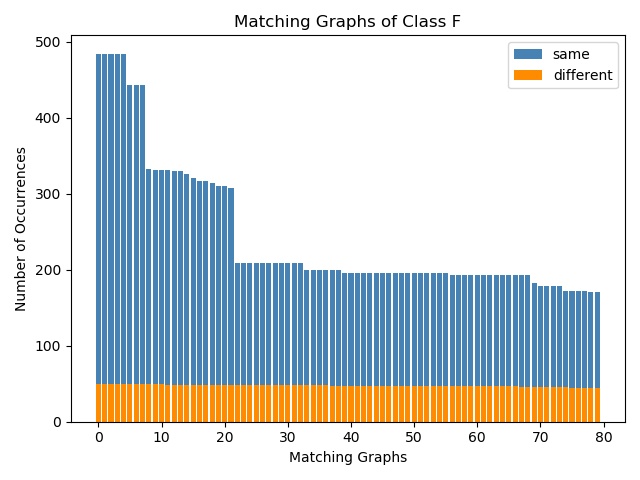 Matching Graphs of Class F
same
different
Number of Occurrences
500
400
300
200
100
0
0 10 20 30 40 50 60 70 80
Matching Graphs